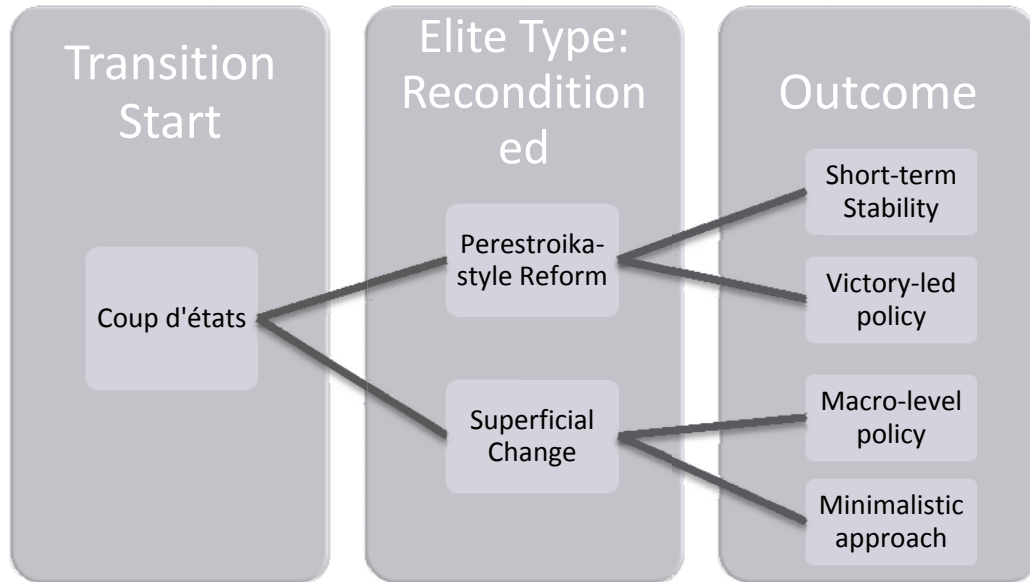 Transition
Start
Coup d'états
Elite Type:
Recondition
ed
Perestroika-
style Reform
Superficial
Change
Outcome
Short-term
Stability
Victory-led
policy
Macro-level
policy
Minimalistic
approach